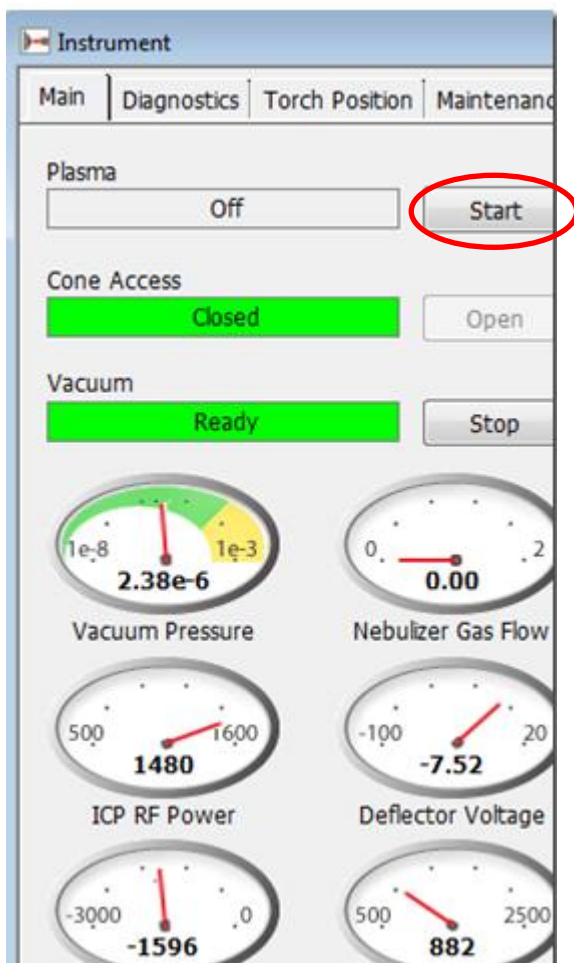 Instrument
Main Diagnostics Torch Position Maintenanc
Plasma
Off Start
Cone Access
Closed Open
Vacuum
Ready Stop
1e-8 1e-3 0 2
2.38e-6 0.00
Vacuum Pressure Nebulizer Gas Flow
500 1600 -100 20
1480 -7.52
ICP RF Power Deflector Voltage
-3000 0 500 2500
-1596 882